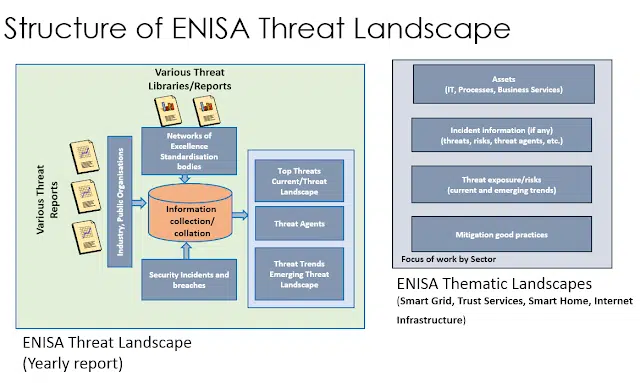 Structure of ENISA Threat Landscape
Various Threat
Libraries/Reports
Various Threat
Reports
Industry, Public Organisations
Networs of
Excellence
Standardisation
bodies
Information
collection/
collation
Security Incidents and
breaches
Top Threats
Current/Threat
Landscape
Threat Agents
Threat Trends
Emerging Threat
Landscape
ENISA Threat Landscape
(Yearly report)
Assets
(IT, Processes, Business Services)
Incident information (if any)
(threats, risks, threat agents, etc.)
Threat exposure/risks
(current and emerging trends)
Mitigation good practices
Focus of work by Sector
ENISA Thematic Landscapes
(Smart Grid, Trust Services, Smart Home, Internet
Infrastructure)